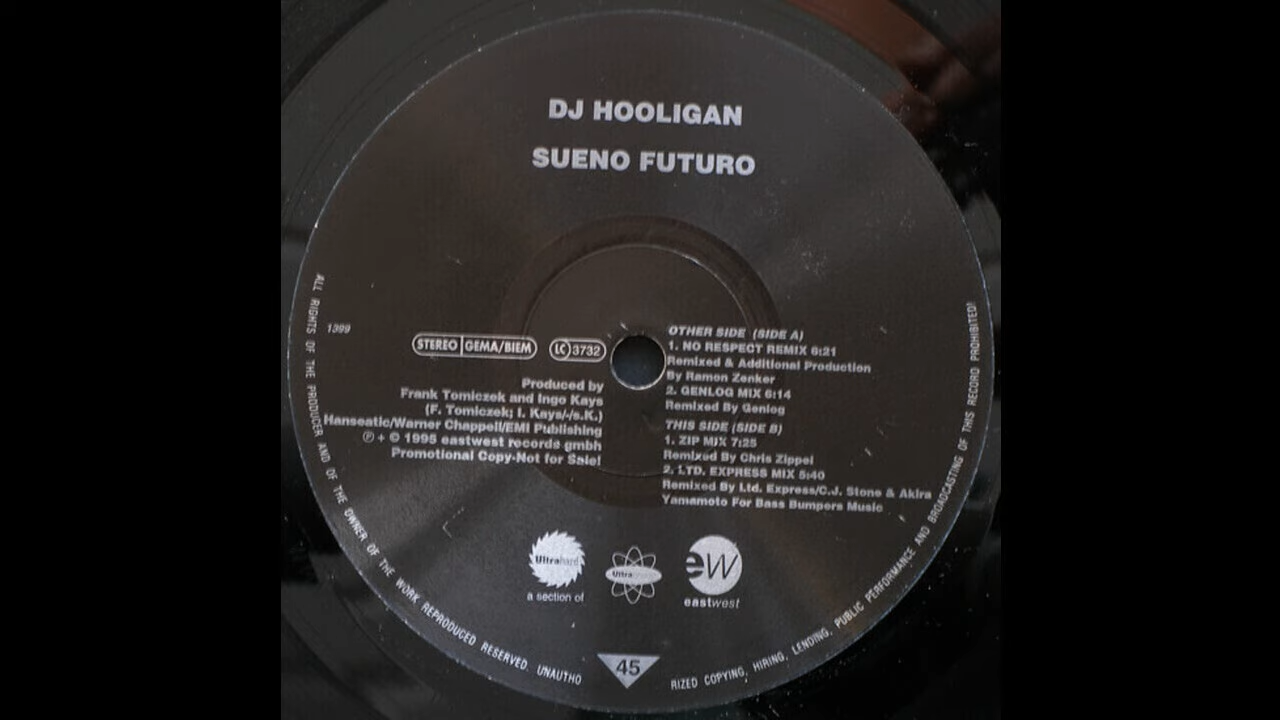 DJ HOOLIGAN
SUENO FUTURO
1399
STEREO GEMA/BIEM LC 3732
Produced by
Frank Tomiczek and Ingo Kays
(F. Tomiczek; I. Kays/-/s.K.)
Hanseatic/Warner Chappell/EMI Publishing
℗ + © 1995 eastwest records gmbh
Promotional Copy-Not for Sale!
OTHER SIDE (SIDE A)
1. NO RESPECT REMIX 6:21
Remixed & Additional Production
By Ramon Zenker
2. GENLOG MIX 6:14
Remixed By Genlog
THIS SIDE (SIDE B)
1. ZIP MIX 7:25
Remixed By Chris Zippel
2. LTD. EXPRESS MIX 5:40
Remixed By Ltd. Express/C.J. Stone & Akira
Yamamoto For Bass Bumpers Music
Ultrahard
a section of
Ultra
ew
eastwest
45
ALL RIGHTS OF THE PRODUCER AND OF THE OWNER OF THE WORK REPRODUCED RESERVED. UNAUTHO
RIZED COPYING, HIRING, LENDING, PUBLIC PERFORMANCE AND BROADCASTING OF THIS RECORD PROHIBITED!